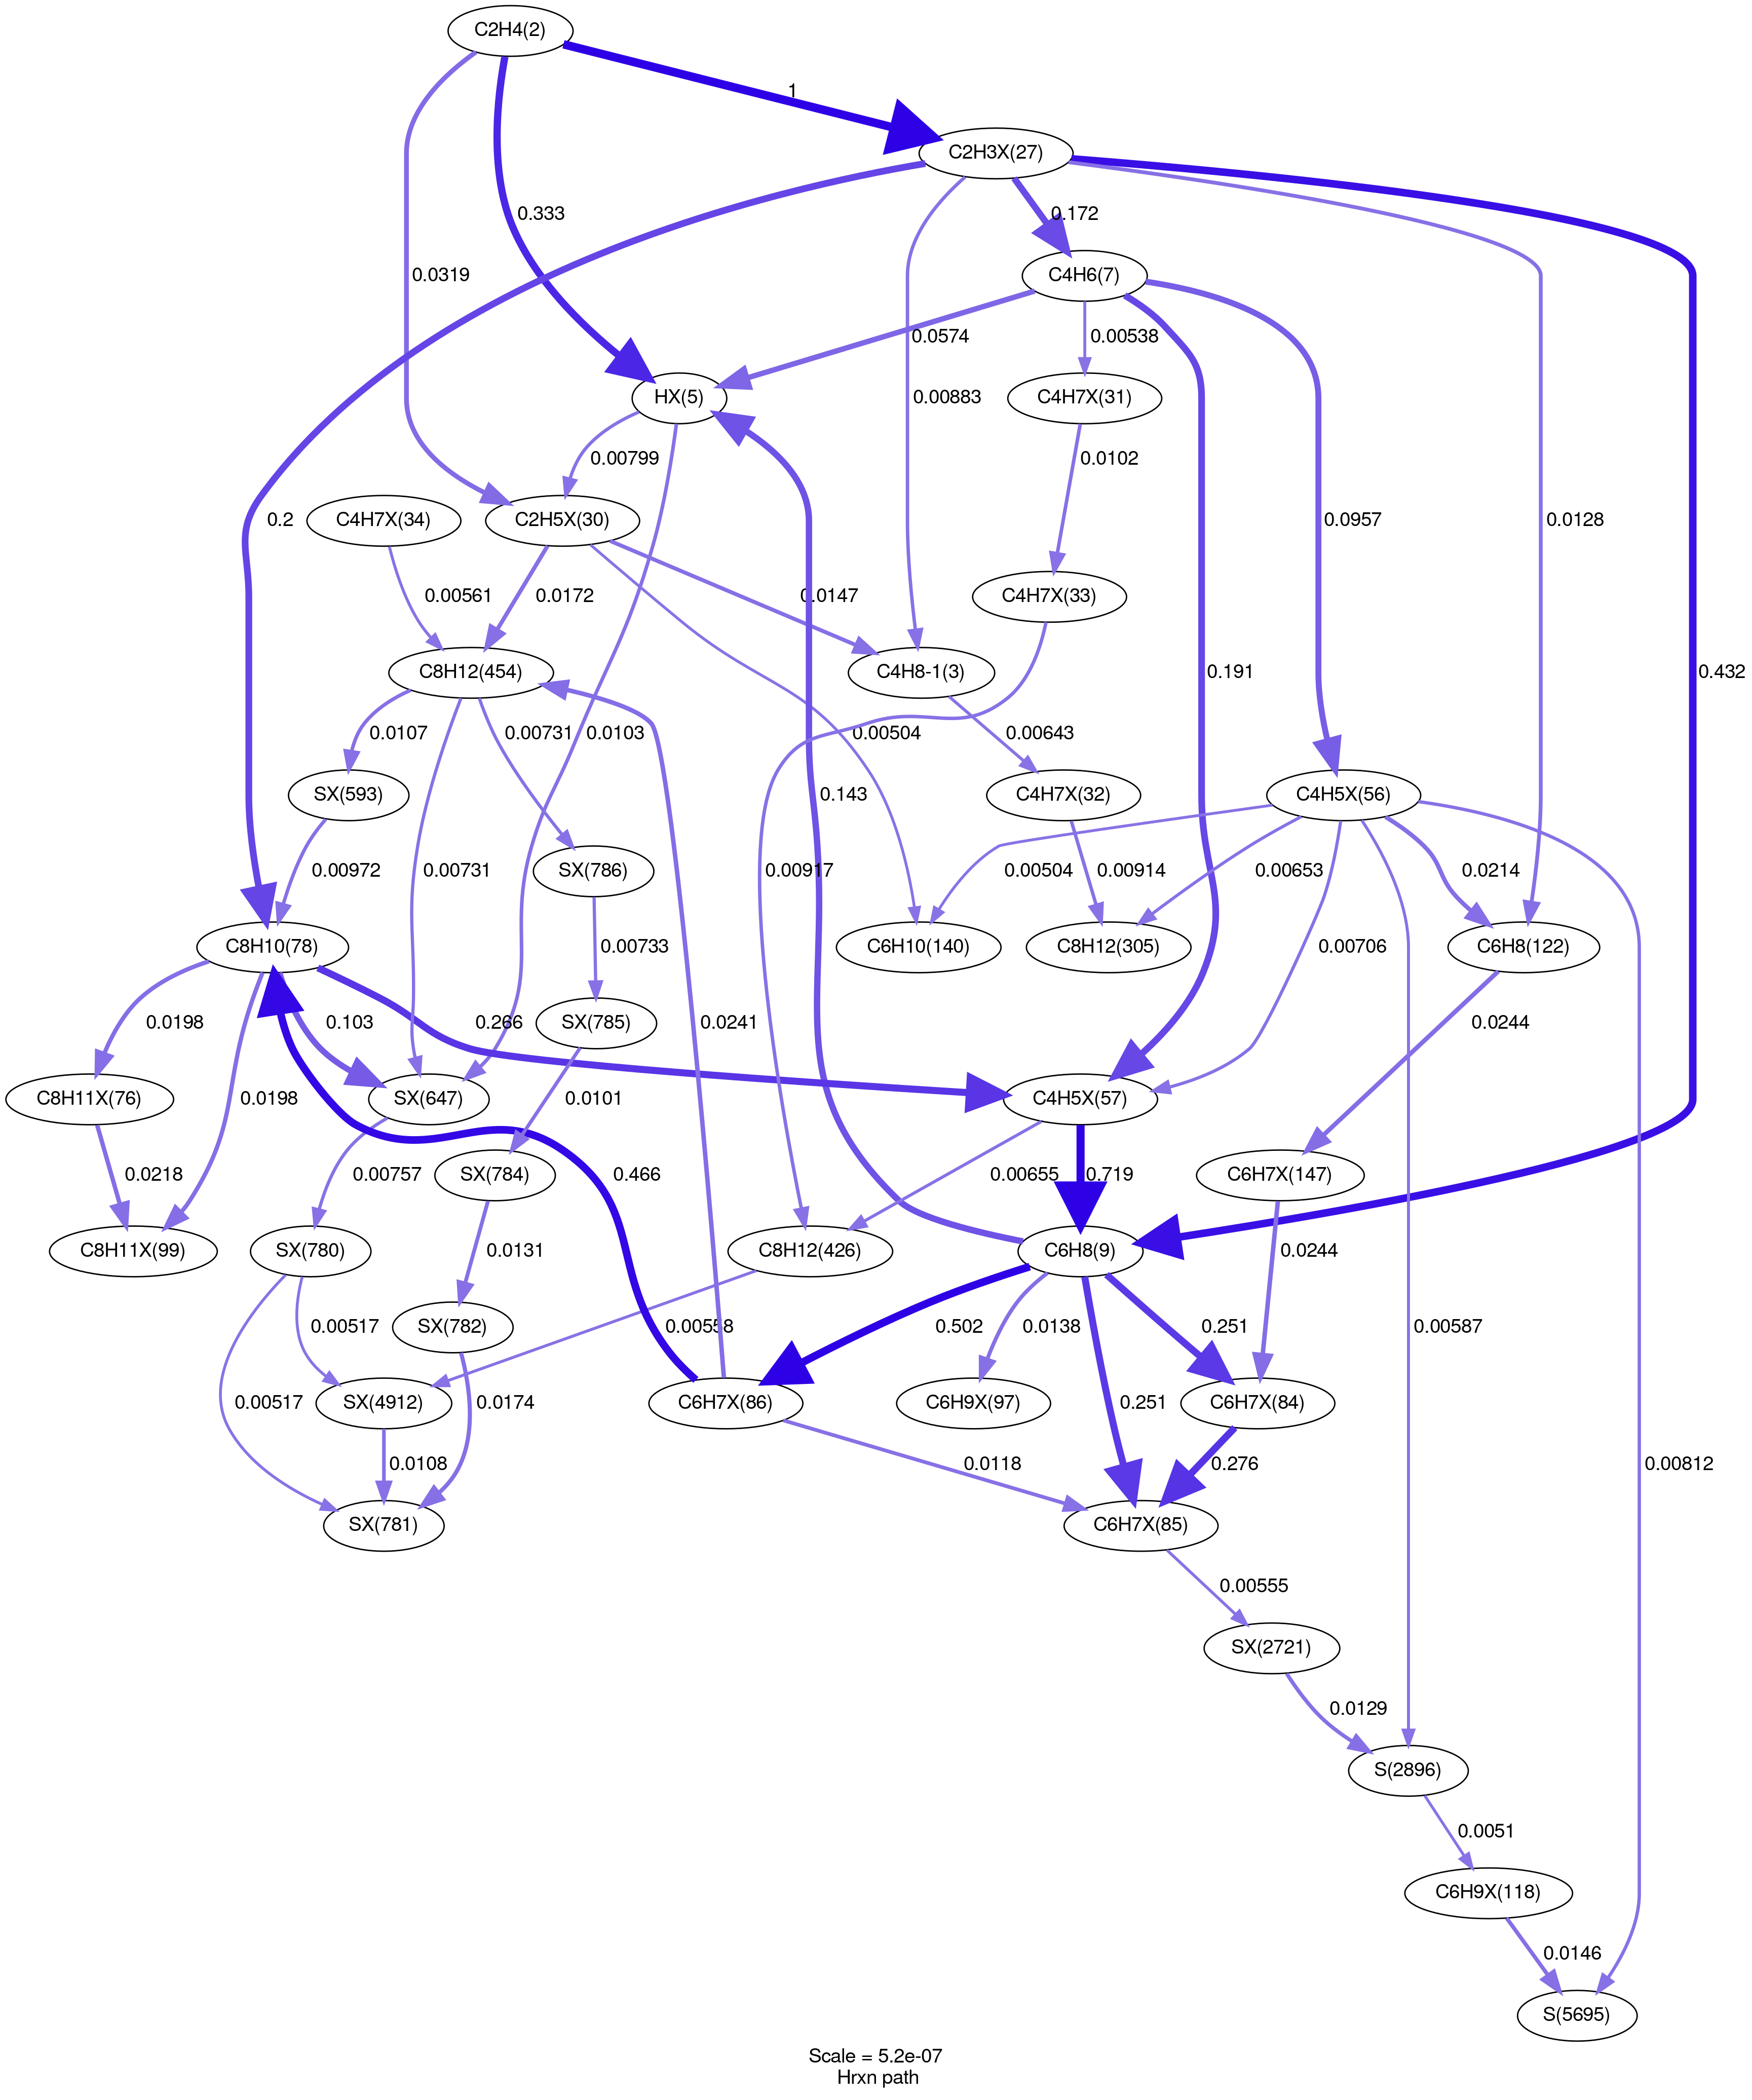 C2H4(2)
1
C2H3X(27)
0.333
0.172
0.0319
C4H6(7)
0.0574
0.00538
0.00883
HX(5)
C4H7X(31)
0.00799
0.0102
0.2
C4H7X(34)
C2H5X(30)
0.0957
0.0128
C4H7X(33)
0.00561
0.0172
0.0147
C8H12(454)
C4H8-1(3)
0.191
0.432
0.0107
0.00731
0.0103
0.00504
0.00643
SX(593)
0.143
C4H7X(32)
C4H5X(56)
0.00972
0.00731
SX(786)
0.00917
0.00504
0.00914
0.00653
0.0214
C8H10(78)
0.00733
C6H10(140)
C8H12(305)
0.00706
C6H8(122)
0.0198
0.103
0.266
SX(785)
0.0241
0.0244
C8H11X(76)
0.0198
SX(647)
0.0101
C4H5X(57)
0.0218
0.00757
SX(784)
0.466
0.00655
0.719
C6H7X(147)
C8H11X(99)
SX(780)
0.0131
C8H12(426)
C6H8(9)
0.0244
0.00517
SX(782)
0.00558
0.502
0.0138
0.251
0.00587
0.00517
SX(4912)
0.0174
C6H7X(86)
C6H9X(97)
0.251
C6H7X(84)
0.0108
0.0118
0.276
0.00812
SX(781)
C6H7X(85)
0.00555
SX(2721)
0.0129
S(2896)
0.0051
C6H9X(118)
0.0146
S(5695)
Scale = 5.2e-07
Hrxn path